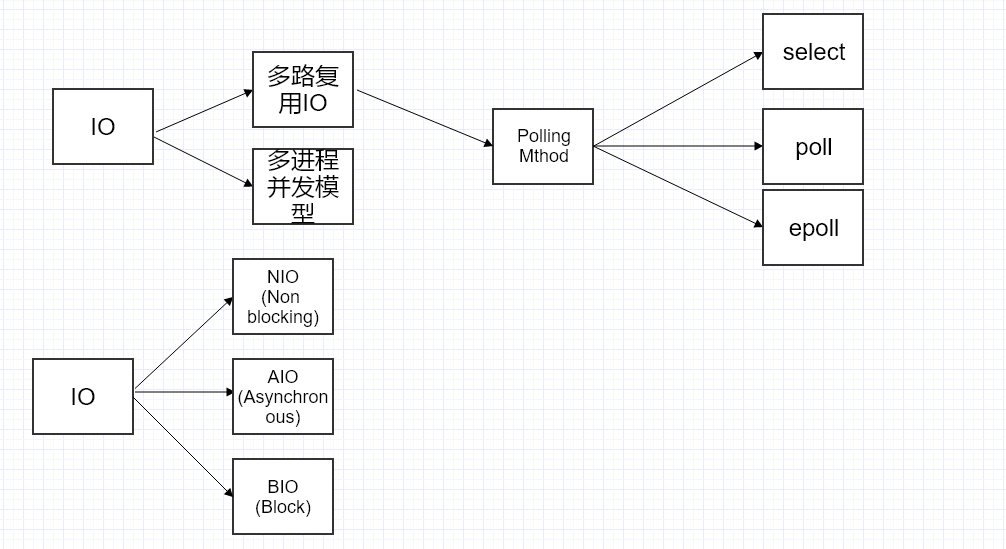 IO
多路复
用IO
多进程
并发模
型
Polling
Mthod
select
poll
epoll
IO
NIO
(Non
blocking)
AIO
(Asynchron
ous)
BIO
(Block)